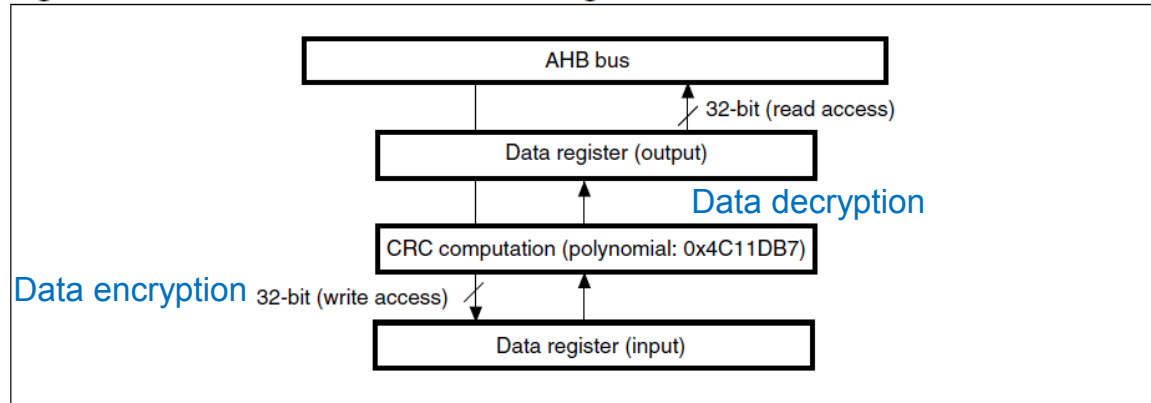 AHB bus
32-bit (read access)
Data register (output)
Data decryption
CRC computation (polynomial: 0x4C11DB7)
Data encryption
32-bit (write access)
Data register (input)